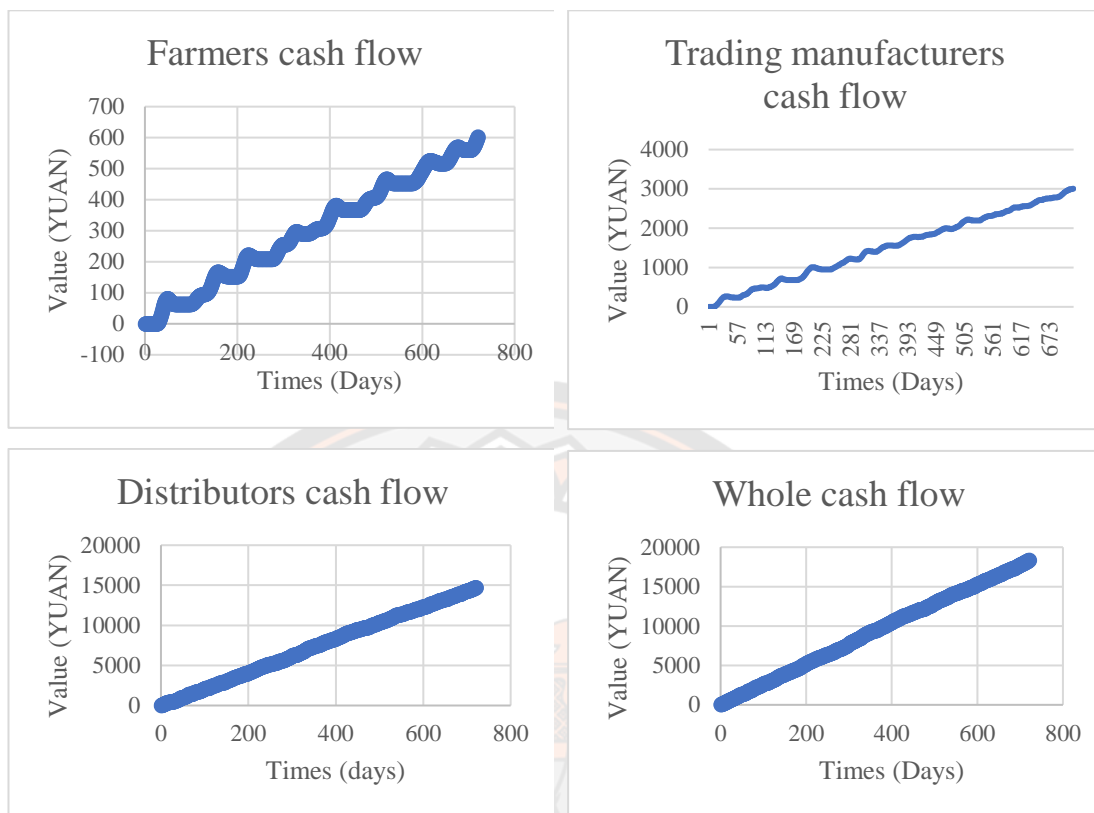 Farmers cash flow
Value (YUAN)
700
600
500
400
300
200
100
0
-100
0 200 400 600 800
Times (Days)
Trading manufacturers
cash flow
Value (YUAN)
4000
3000
2000
1000
0
1 57 113 169 225 281 337 393 449 505 561 617 673
Times (Days)
Distributors cash flow
Value (YUAN)
20000
15000
10000
5000
0
0 200 400 600 800
Times (days)
Whole cash flow
Value (YUAN)
20000
15000
10000
5000
0
0 200 400 600 800
Times (Days)